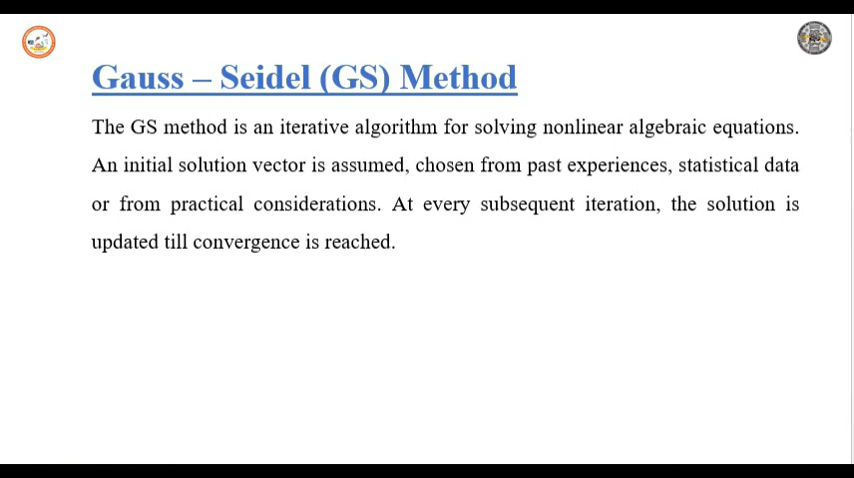 Gauss – Seidel (GS) Method
The GS method is an iterative algorithm for solving nonlinear algebraic equations.
An initial solution vector is assumed, chosen from past experiences, statistical data
or from practical considerations. At every subsequent iteration, the solution is
updated till convergence is reached.